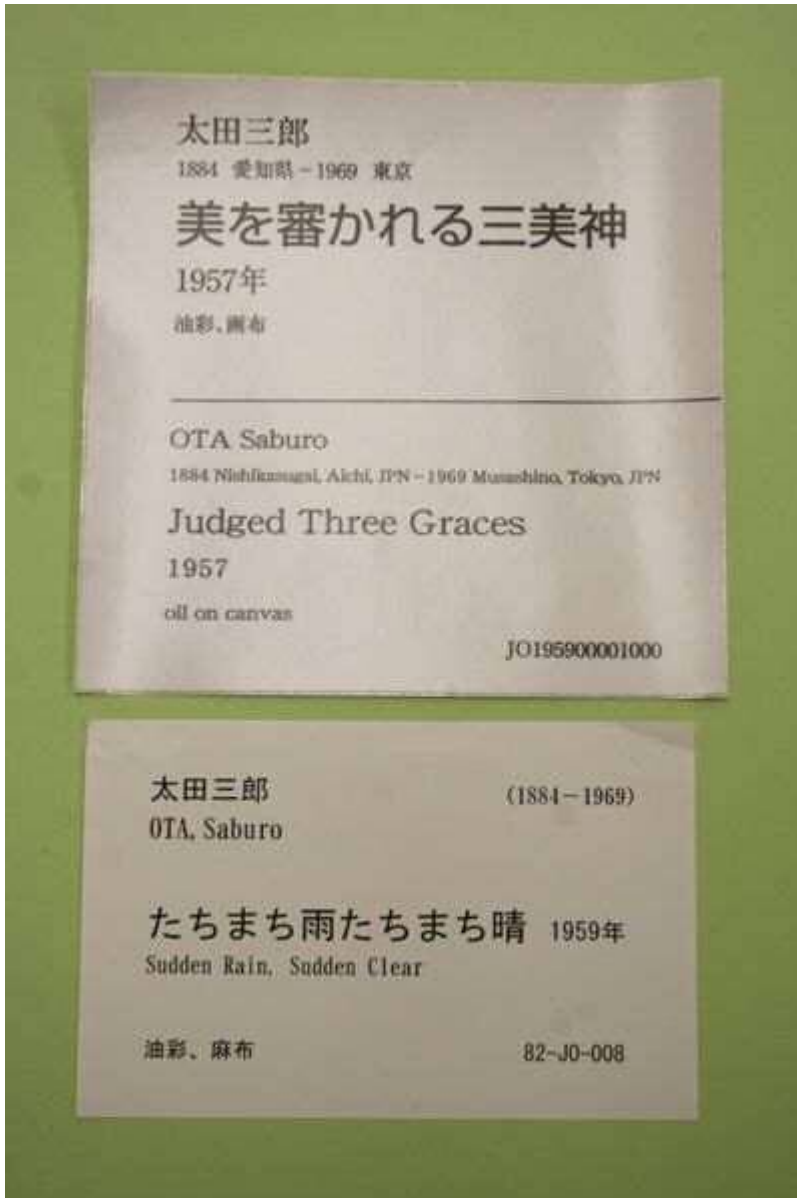 太田三郎
1884 愛知県－1969 東京
美を審かれる三美神
1957年
油彩、画布
OTA Saburo
1884 Nishikasugai, Aichi, JPN－1969 Musashino, Tokyo, JPN
Judged Three Graces
1957
oil on canvas
JO195900001000
太田三郎 (1884－1969)
OTA, Saburo
たちまち雨たちまち晴 1959年
Sudden Rain, Sudden Clear
油彩、麻布 82-JO-008